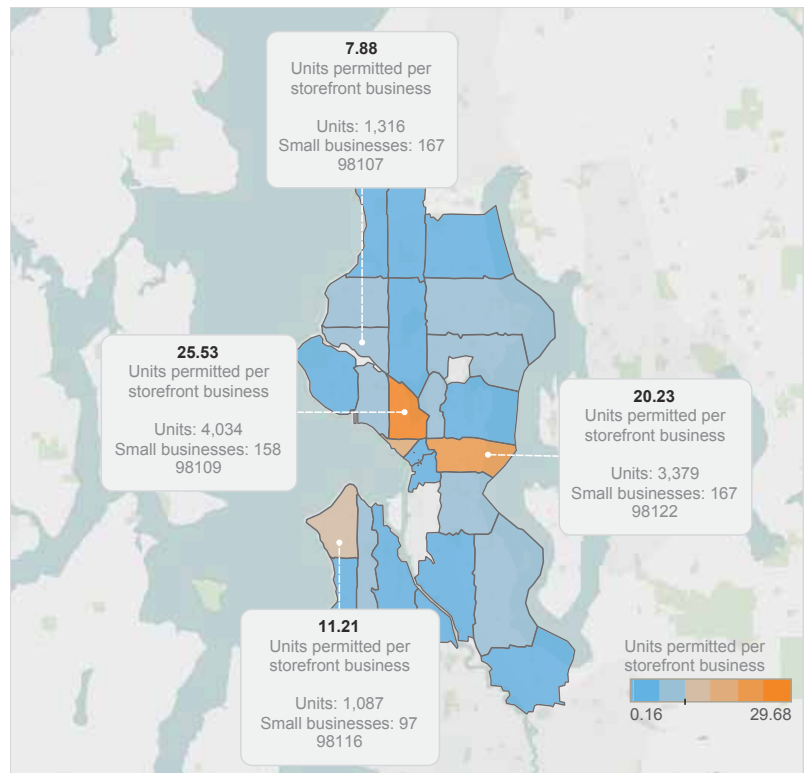 7.88
Units permitted per
storefront business
Units: 1,316
Small businesses: 167
98107
25.53
Units permitted per
storefront business
Units: 4,034
Small businesses: 158
98109
20.23
Units permitted per
storefront business
Units: 3,379
Small businesses: 167
98122
11.21
Units permitted per
storefront business
Units: 1,087
Small businesses: 97
98116
Units permitted per
storefront business
0.16 29.68